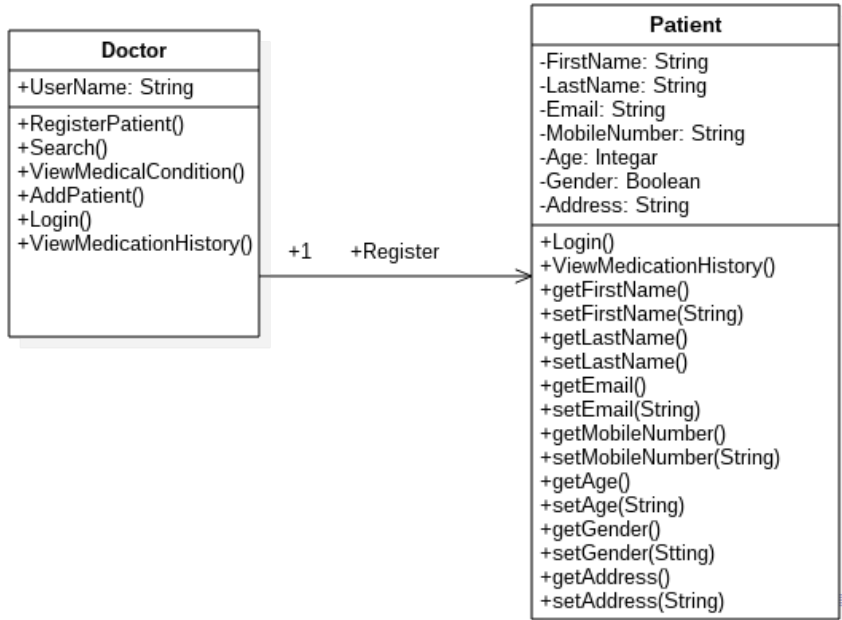 Doctor
+UserName: String
+RegisterPatient()
+Search()
+ViewMedicalCondition()
+AddPatient()
+Login()
+ViewMedicationHistory()
+1 +Register
Patient
-FirstName: String
-LastName: String
-Email: String
-MobileNumber: String
-Age: Integar
-Gender: Boolean
-Address: String
+Login()
+ViewMedicationHistory()
+getFirstName()
+setFirstName(String)
+getLastName()
+setLastName()
+getEmail()
+setEmail(String)
+getMobileNumber()
+setMobileNumber(String)
+getAge()
+setAge(String)
+getGender()
+setGender(Stting)
+getAddress()
+setAddress(String)